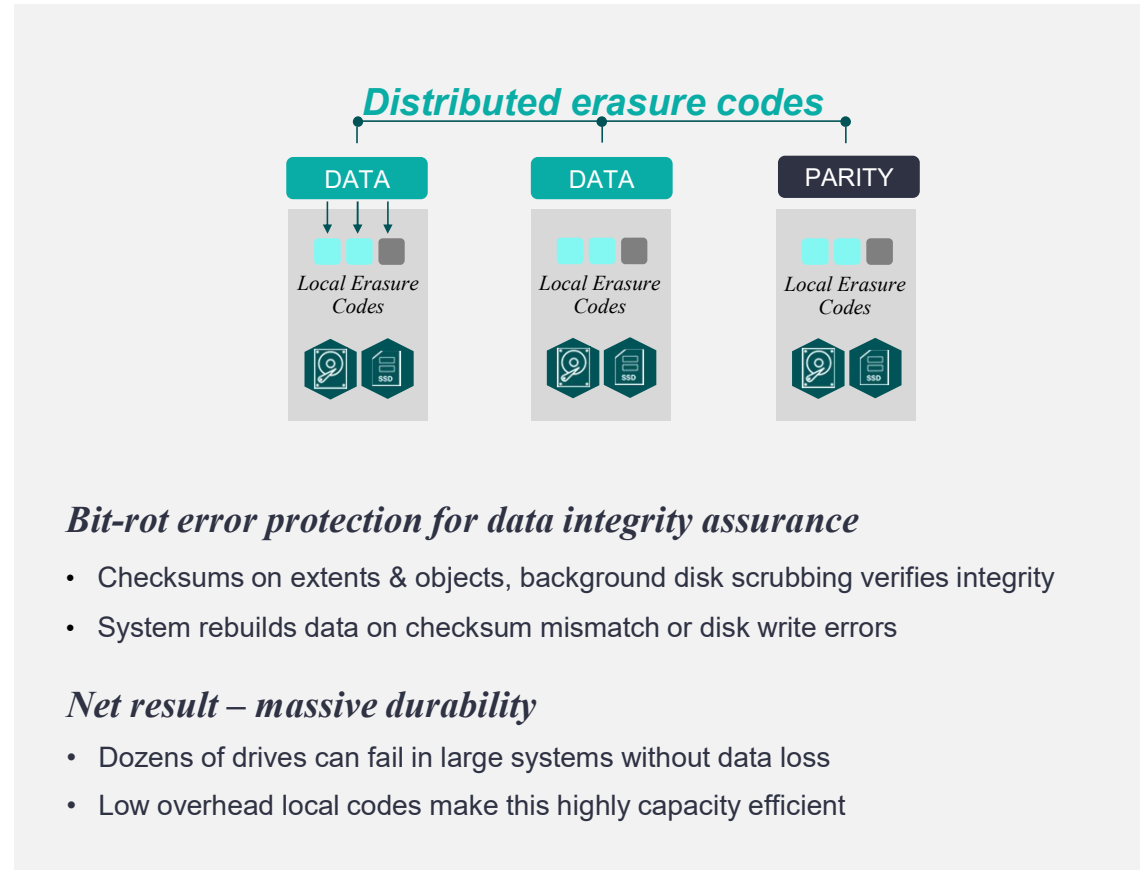 Distributed erasure codes
DATA
DATA
PARITY
Local Erasure
Codes
Local Erasure
Codes
Local Erasure
Codes
SSD
SSD
SSD
Bit-rot error protection for data integrity assurance
• Checksums on extents & objects, background disk scrubbing verifies integrity
• System rebuilds data on checksum mismatch or disk write errors
Net result – massive durability
• Dozens of drives can fail in large systems without data loss
• Low overhead local codes make this highly capacity efficient